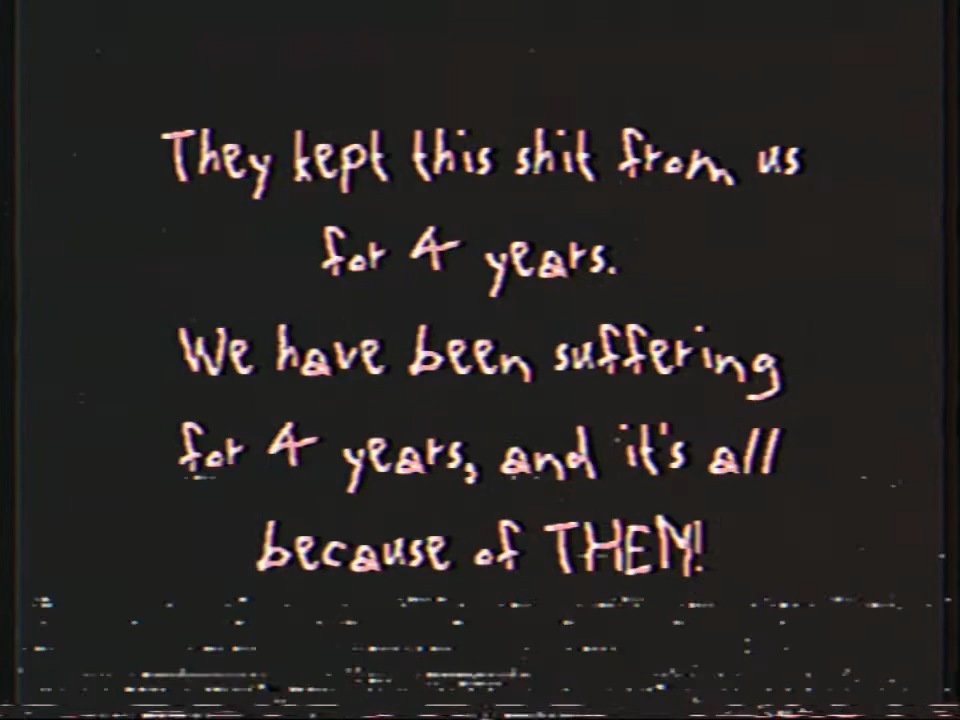 They kept this shit from us
for 4 years.
We have been suffering
for 4 years, and it's all
because of THEM!